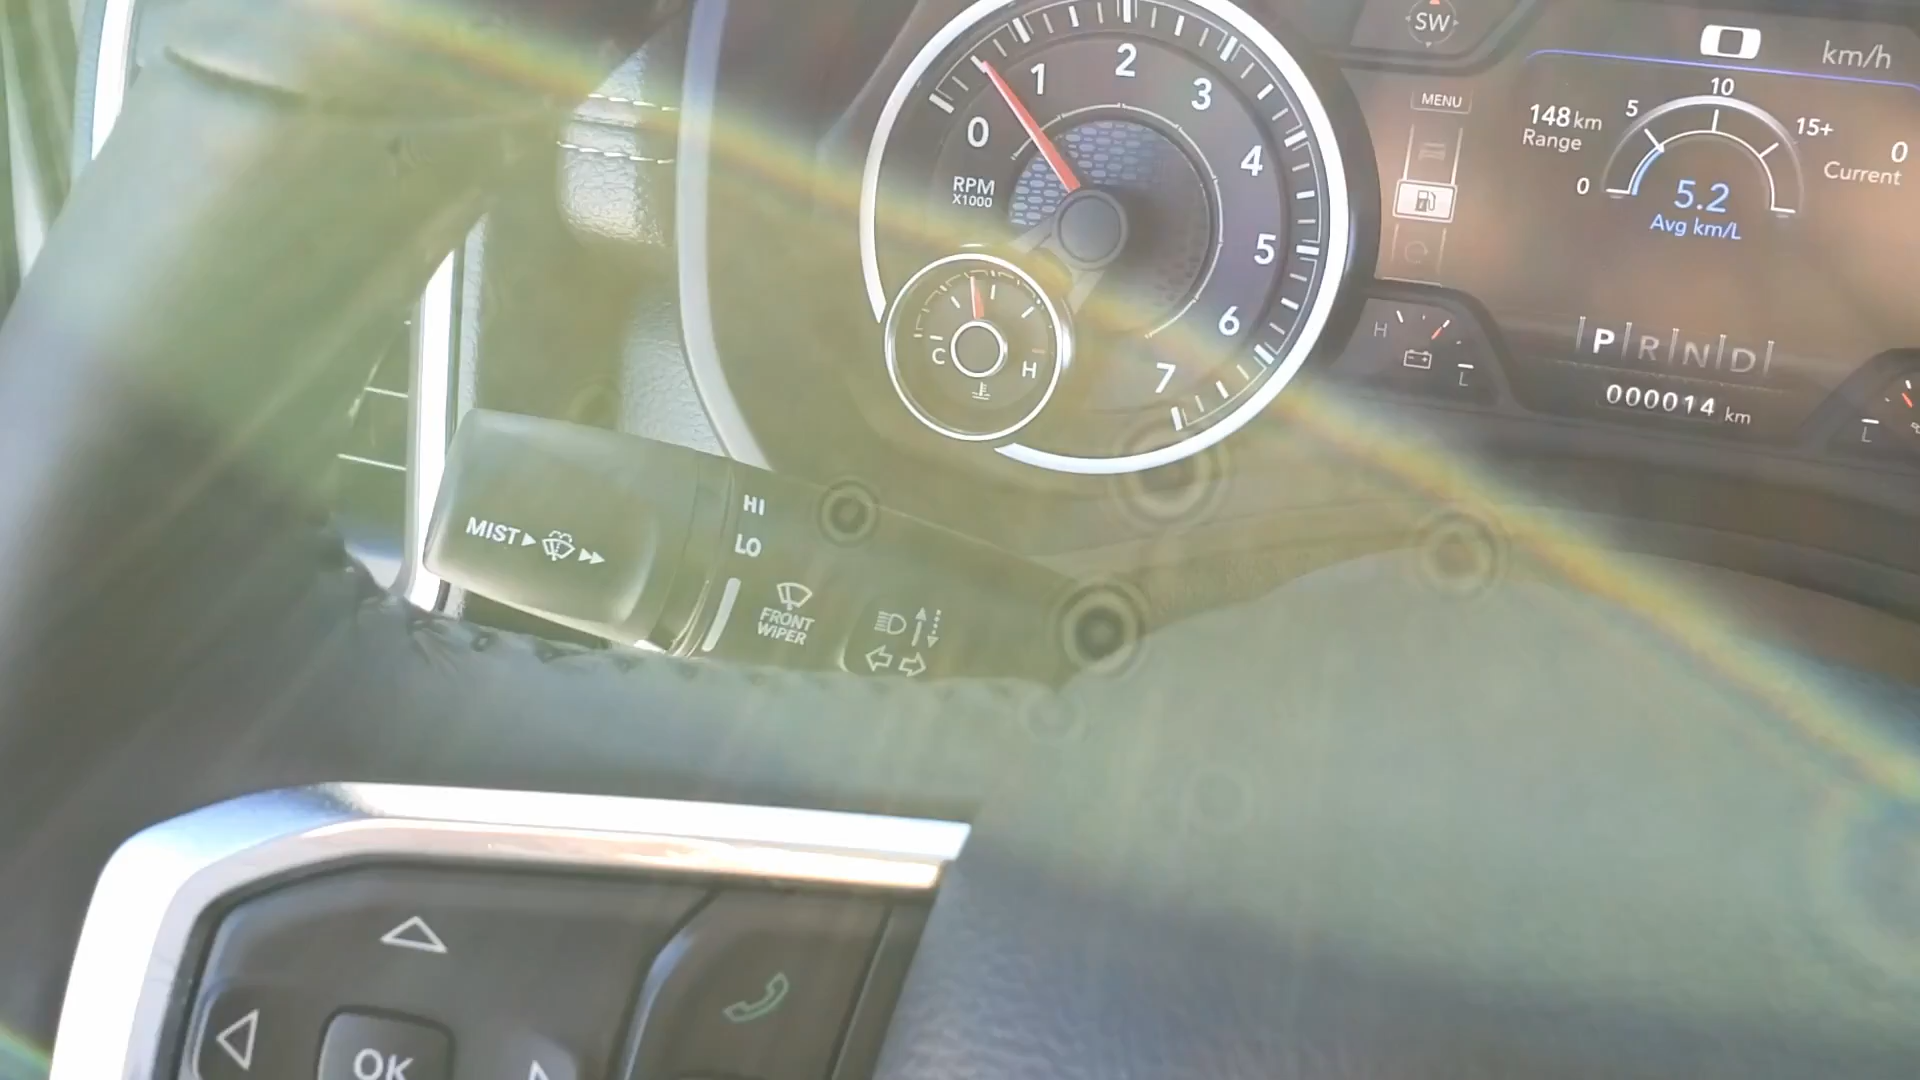 SW
km/h
MENU
148 km
Range
0
5
10
15+
5.2
Avg km/L
0
Current
0
1
2
3
4
5
6
7
RPM
X1000
C
H
H
L
P R N D
000014 km
L
HI
LO
MIST
FRONT
WIPER
OK